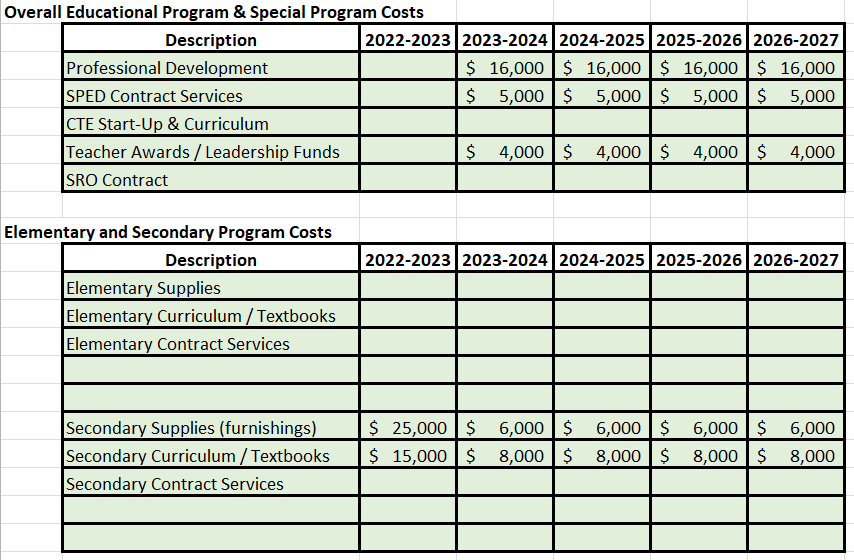 Overall Educational Program & Special Program Costs
Description 2022-2023 2023-2024 2024-2025 2025-2026 2026-2027
Professional Development $ 16,000 $ 16,000 $ 16,000 $ 16,000
SPED Contract Services $ 5,000 $ 5,000 $ 5,000 $ 5,000
CTE Start-Up & Curriculum
Teacher Awards / Leadership Funds $ 4,000 $ 4,000 $ 4,000 $ 4,000
SRO Contract
Elementary and Secondary Program Costs
Description 2022-2023 2023-2024 2024-2025 2025-2026 2026-2027
Elementary Supplies
Elementary Curriculum / Textbooks
Elementary Contract Services
Secondary Supplies (furnishings) $ 25,000 $ 6,000 $ 6,000 $ 6,000 $ 6,000
Secondary Curriculum / Textbooks $ 15,000 $ 8,000 $ 8,000 $ 8,000 $ 8,000
Secondary Contract Services